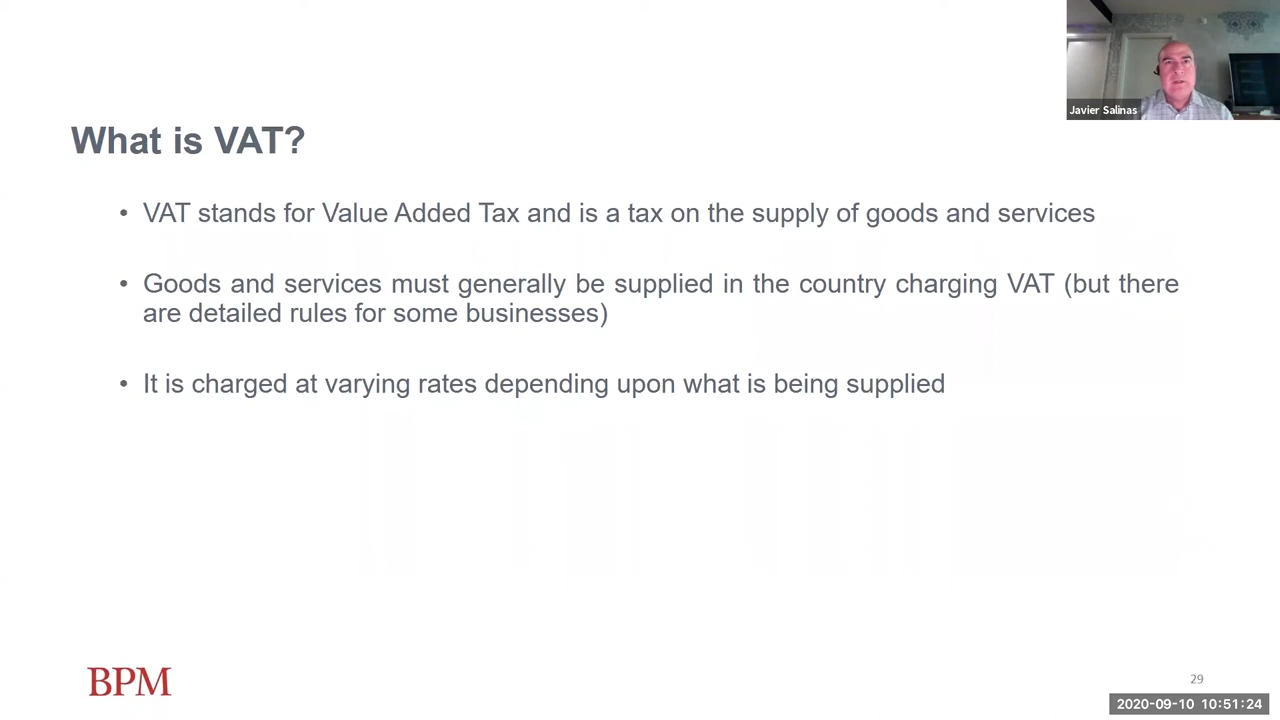 Javier Salinas
What is VAT?
• VAT stands for Value Added Tax and is a tax on the supply of goods and services
• Goods and services must generally be supplied in the country charging VAT (but there
are detailed rules for some businesses)
• It is charged at varying rates depending upon what is being supplied
BPM
29
2020-09-10 10:51:24